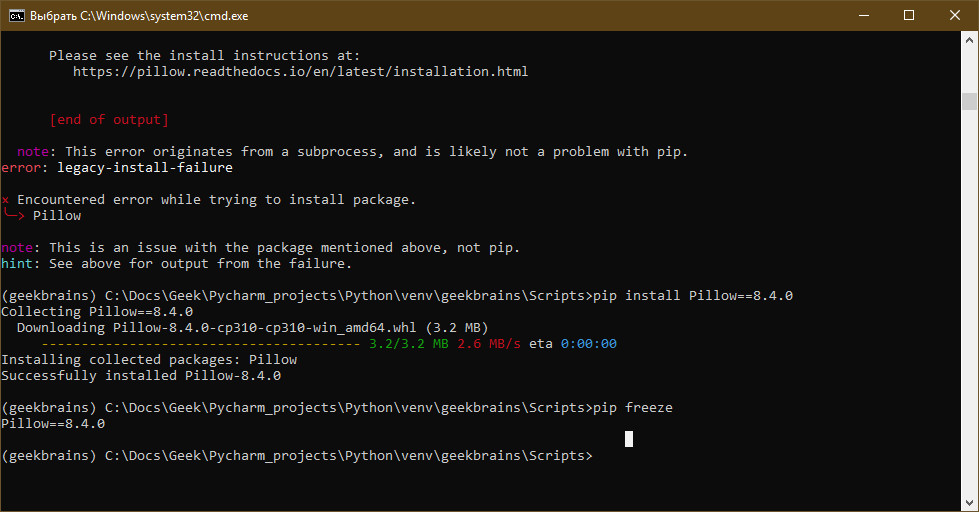 Выбрать C:\Windows\system32\cmd.exe
Please see the install instructions at:
https://pillow.readthedocs.io/en/latest/installation.html
[end of output]
note: This error originates from a subprocess, and is likely not a problem with pip.
error: legacy-install-failure
× Encountered error while trying to install package.
╰─> Pillow
note: This is an issue with the package mentioned above, not pip.
hint: See above for output from the failure.
(geekbrains) C:\Docs\Geek\Pycharm_projects\Python\venv\geekbrains\Scripts>pip install Pillow==8.4.0
Collecting Pillow==8.4.0
Downloading Pillow-8.4.0-cp310-cp310-win_amd64.whl (3.2 MB)
---------------------------------------- 3.2/3.2 MB 2.6 MB/s eta 0:00:00
Installing collected packages: Pillow
Successfully installed Pillow-8.4.0
(geekbrains) C:\Docs\Geek\Pycharm_projects\Python\venv\geekbrains\Scripts>pip freeze
Pillow==8.4.0
(geekbrains) C:\Docs\Geek\Pycharm_projects\Python\venv\geekbrains\Scripts>